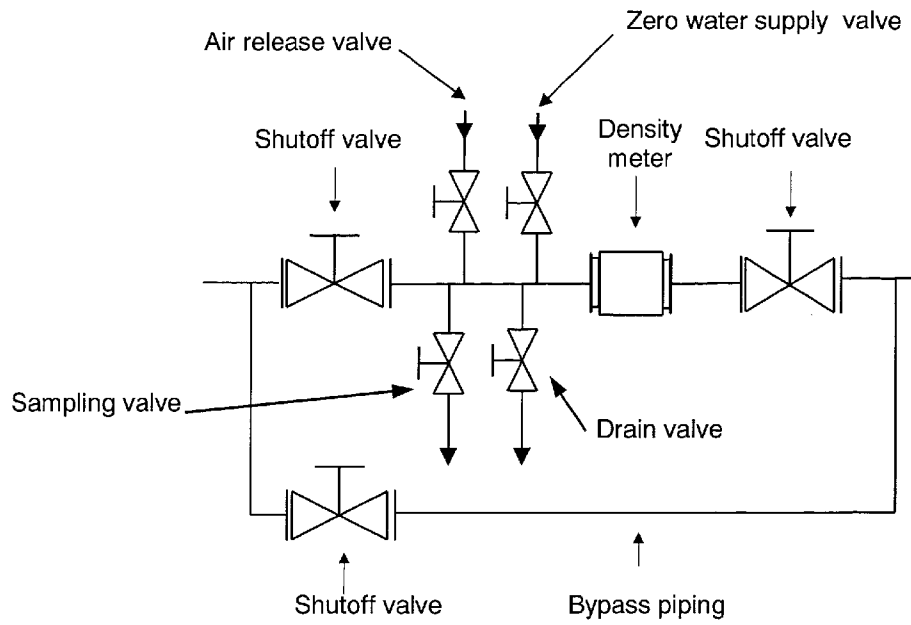 Zero water supply valve
Air release valve
Shutoff valve
Density
meter
Shutoff valve
Sampling valve
Drain valve
Shutoff valve
Bypass piping